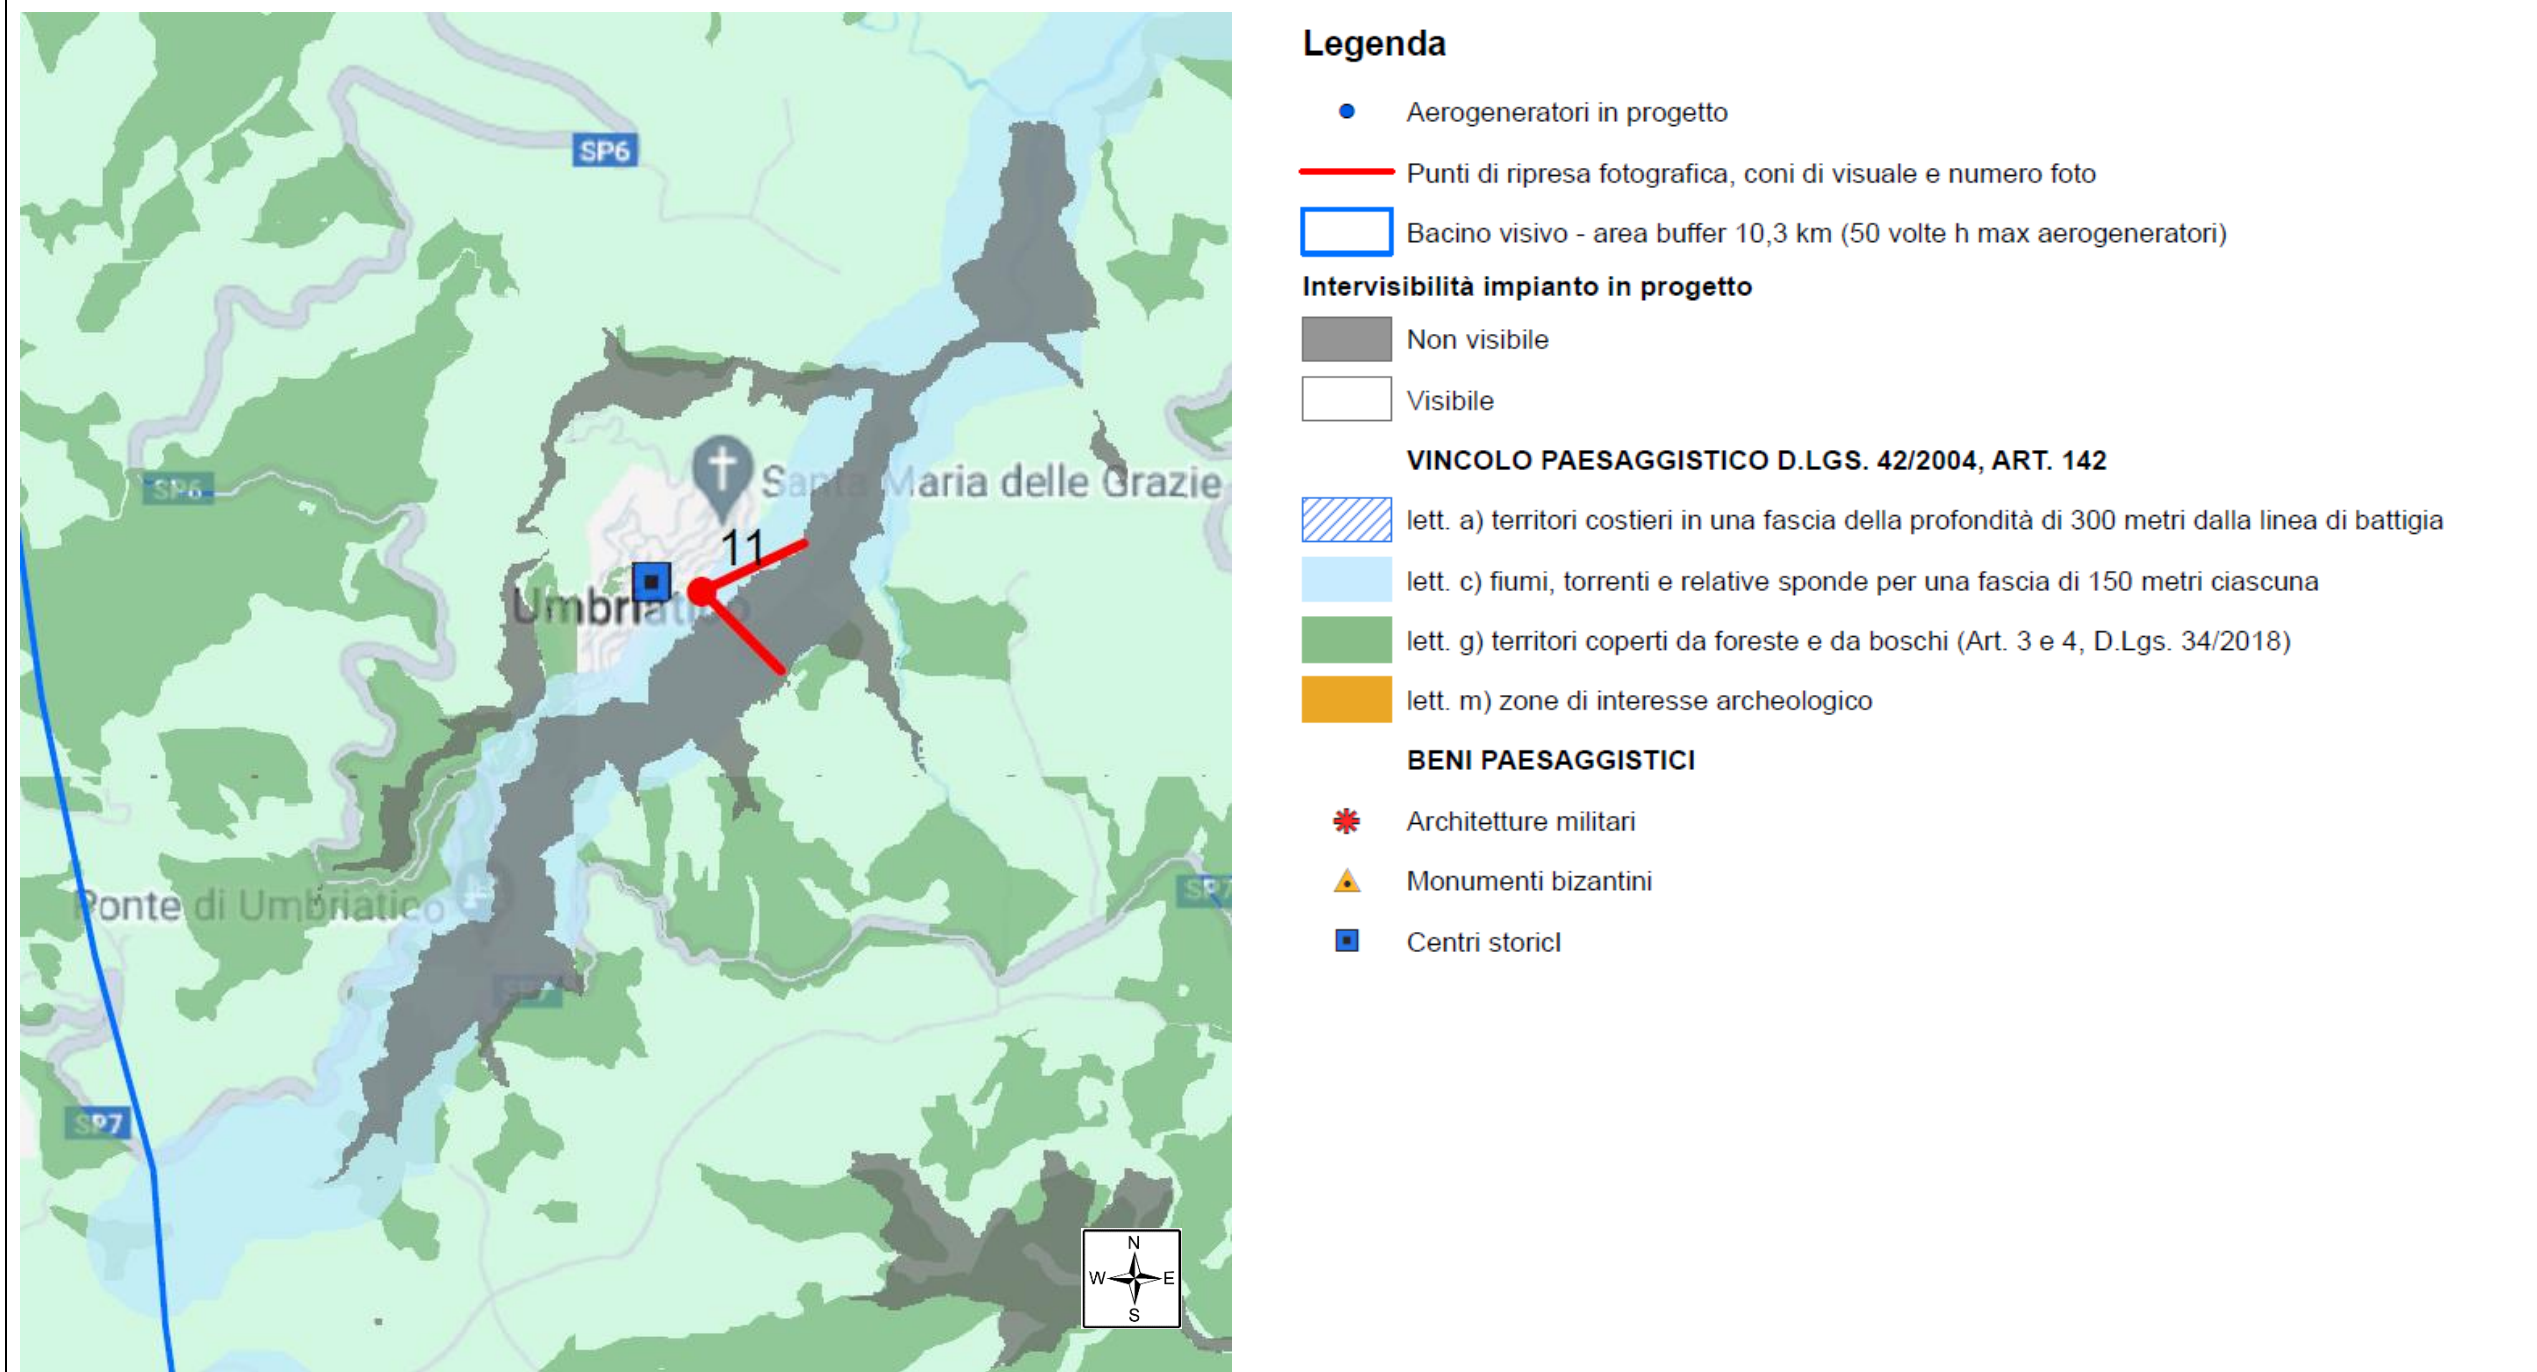 SP6
SP6
Santa Maria delle Grazie
11
Umbriatico
Ponte di Umbriatico
SP7
SP7
SP7
N
W E
S
Legenda
Aerogeneratori in progetto
Punti di ripresa fotografica, coni di visuale e numero foto
Bacino visivo - area buffer 10,3 km (50 volte h max aerogeneratori)
Intervisibilità impianto in progetto
Non visibile
Visibile
VINCOLO PAESAGGISTICO D.LGS. 42/2004, ART. 142
lett. a) territori costieri in una fascia della profondità di 300 metri dalla linea di battigia
lett. c) fiumi, torrenti e relative sponde per una fascia di 150 metri ciascuna
lett. g) territori coperti da foreste e da boschi (Art. 3 e 4, D.Lgs. 34/2018)
lett. m) zone di interesse archeologico
BENI PAESAGGISTICI
Architetture militari
Monumenti bizantini
Centri storicI